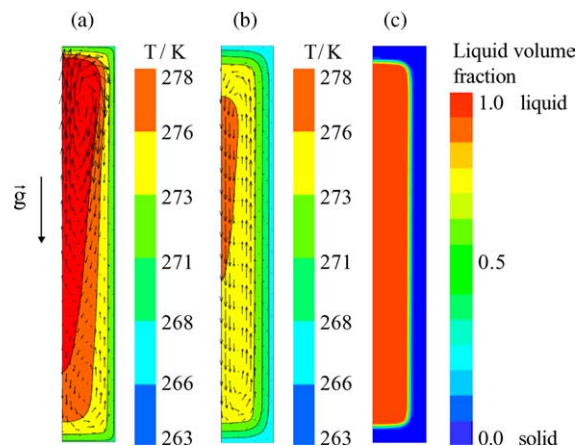 (a) (b) (c)
T / K T / K Liquid volume
fraction
278 278 1.0 liquid
276 276
273 273
g
271 271 0.5
268 268
266 266
263 263 0.0 solid